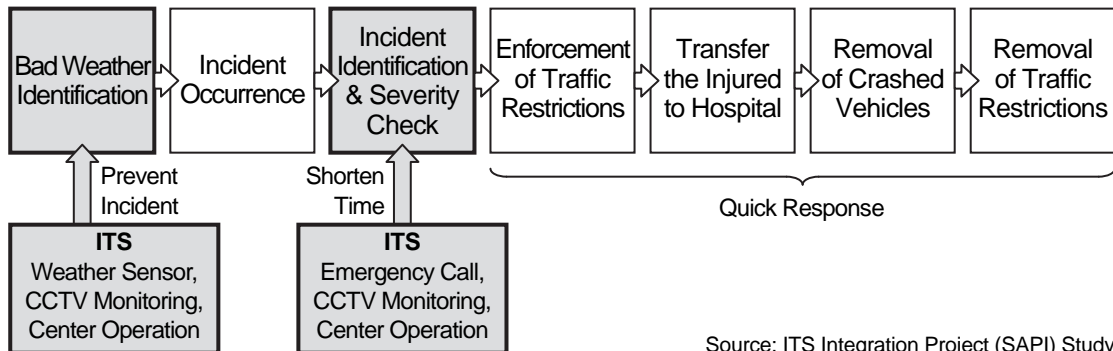 Bad Weather
Identification
Incident
Occurrence
Incident
Identification
& Severity
Check
Enforcement
of Traffic
Restrictions
Transfer
the Injured
to Hospital
Removal
of Crashed
Vehicles
Removal
of Traffic
Restrictions
Prevent
Incident
Shorten
Time
Quick Response
ITS
Weather Sensor,
CCTV Monitoring,
Center Operation
ITS
Emergency Call,
CCTV Monitoring,
Center Operation
Source: ITS Integration Project (SAPI) Study